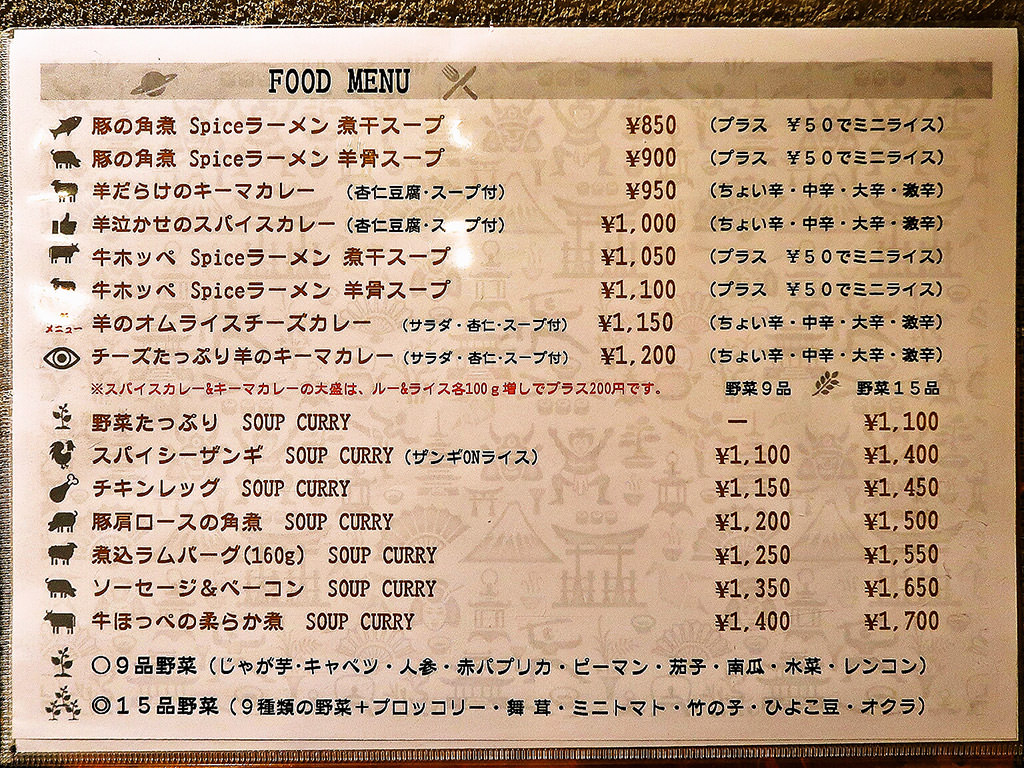 FOOD MENU
豚の角煮 Spiceラーメン 煮干スープ ¥850 (プラス ¥50でミニライス)
豚の角煮 Spiceラーメン 羊骨スープ ¥900 (プラス ¥50でミニライス)
羊だらけのキーマカレー (杏仁豆腐・スープ付) ¥950 (ちょい辛・中辛・大辛・激辛)
羊泣かせのスパイスカレー (杏仁豆腐・スープ付) ¥1,000 (ちょい辛・中辛・大辛・激辛)
牛ホッペ Spiceラーメン 煮干スープ ¥1,050 (プラス ¥50でミニライス)
牛ホッペ Spiceラーメン 羊骨スープ ¥1,100 (プラス ¥50でミニライス)
メニュー 羊のオムライスチーズカレー (サラダ・杏仁・スープ付) ¥1,150 (ちょい辛・中辛・大辛・激辛)
チーズたっぷり羊のキーマカレー (サラダ・杏仁・スープ付) ¥1,200 (ちょい辛・中辛・大辛・激辛)
※スパイスカレー&キーマカレーの大盛は、ルー&ライス各100g増しでプラス200円です。 野菜9品 野菜15品
野菜たっぷり SOUP CURRY ー ¥1,100
スパイシーザンギ SOUP CURRY (ザンギONライス) ¥1,100 ¥1,400
チキンレッグ SOUP CURRY ¥1,150 ¥1,450
豚肩ロースの角煮 SOUP CURRY ¥1,200 ¥1,500
煮込ラムバーグ(160g) SOUP CURRY ¥1,250 ¥1,550
ソーセージ&ベーコン SOUP CURRY ¥1,350 ¥1,650
牛ほっぺの柔らか煮 SOUP CURRY ¥1,400 ¥1,700
○9品野菜 (じゃが芋・キャベツ・人参・赤パプリカ・ピーマン・茄子・南瓜・水菜・レンコン)
◎15品野菜 (9種類の野菜+ブロッコリー・舞茸・ミニトマト・竹の子・ひよこ豆・オクラ)